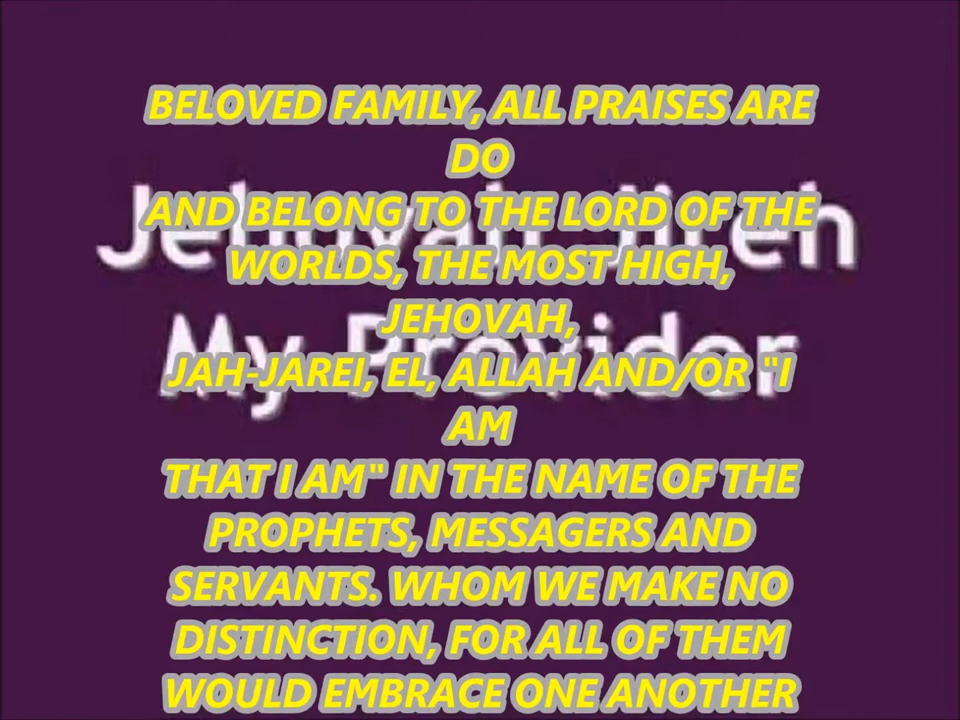 BELOVED FAMILY, ALL PRAISES ARE
DO
AND BELONG TO THE LORD OF THE
WORLDS, THE MOST HIGH,
JEHOVAH,
JAH-JAREI, EL, ALLAH AND/OR "I
AM
THAT I AM" IN THE NAME OF THE
PROPHETS, MESSAGERS AND
SERVANTS. WHOM WE MAKE NO
DISTINCTION, FOR ALL OF THEM
WOULD EMBRACE ONE ANOTHER
Jehovah Jireh
My Provider